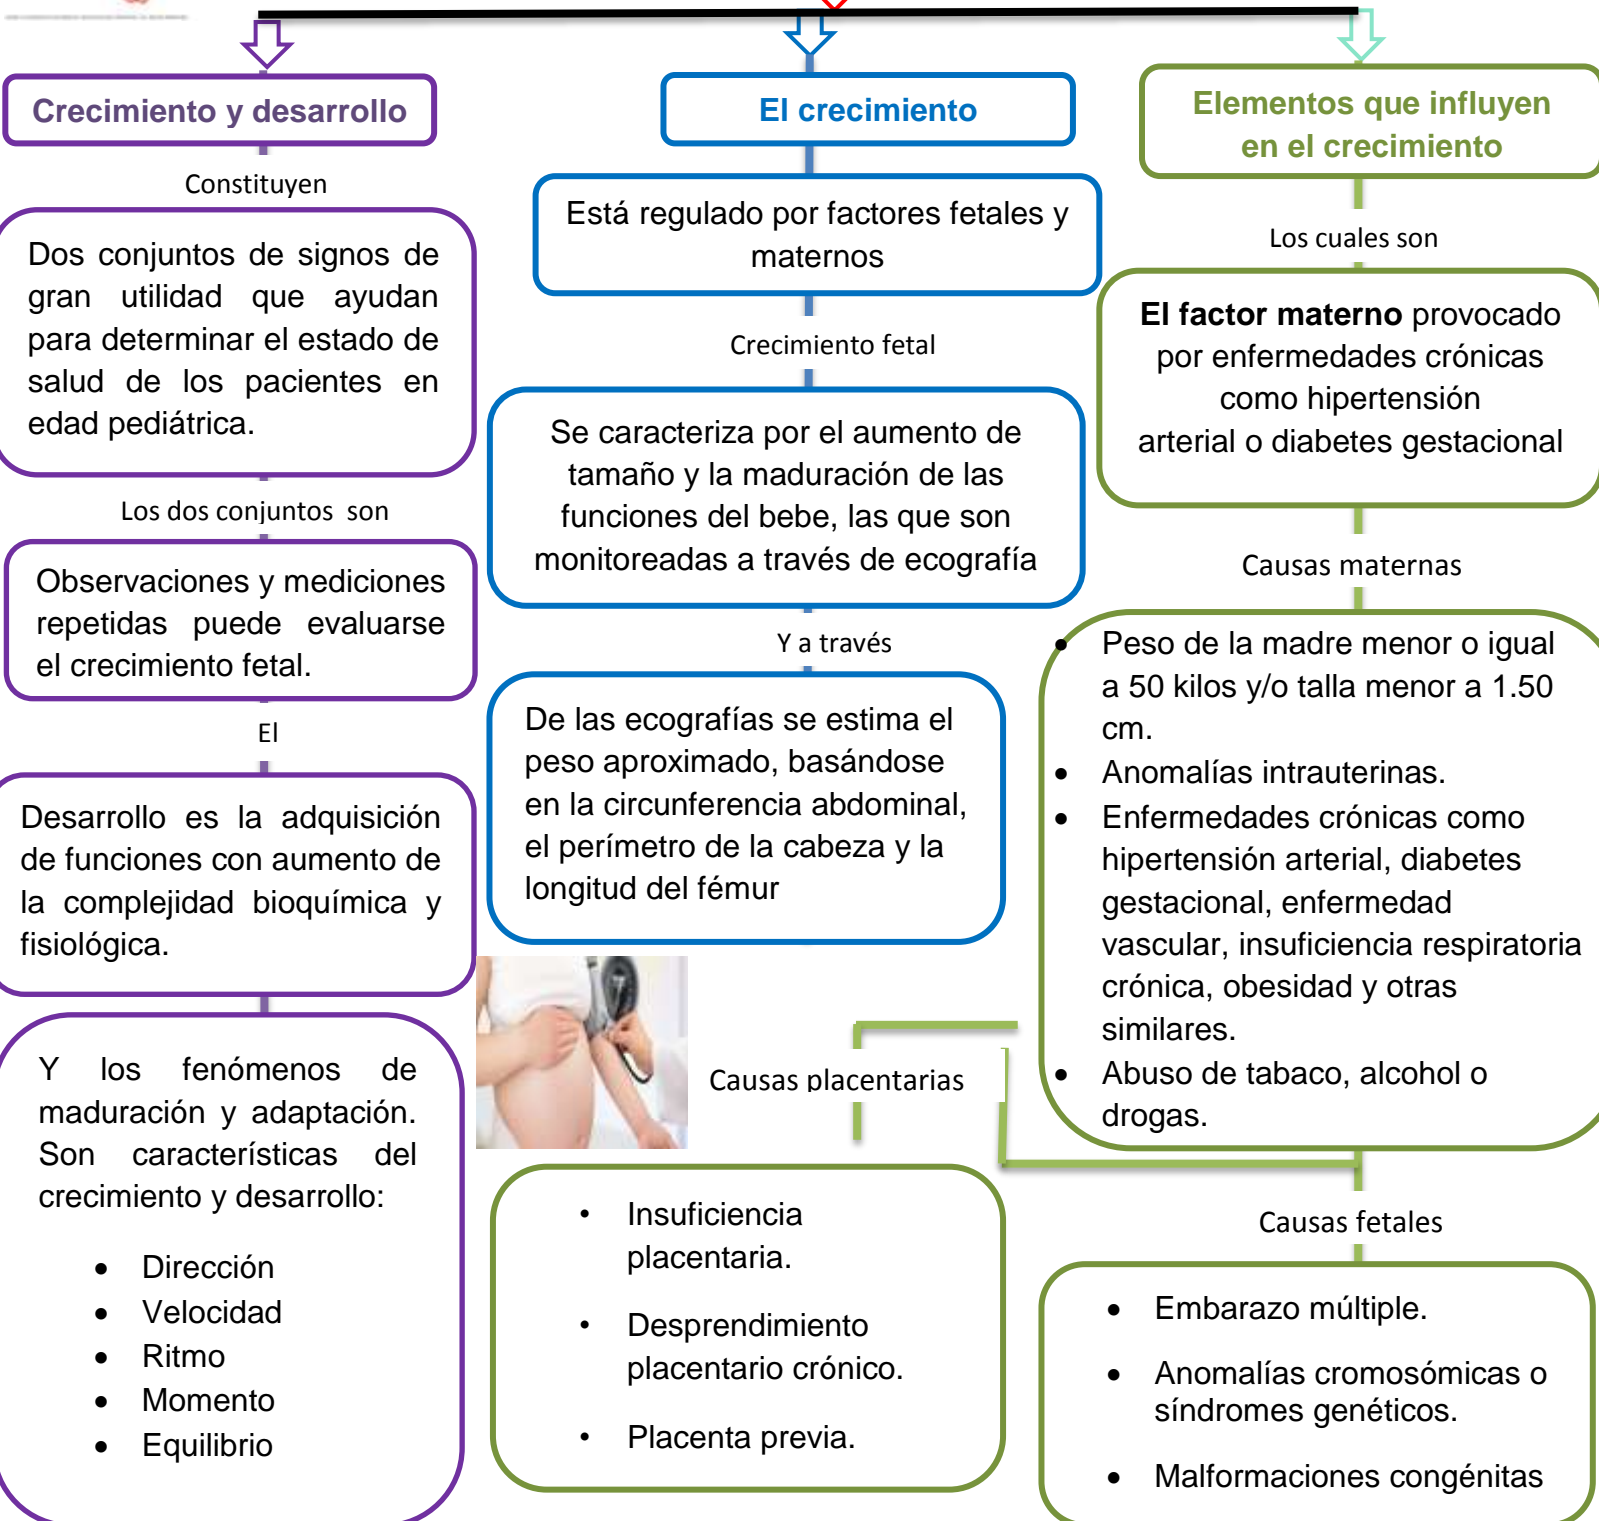 Crecimiento y desarrollo
Constituyen
Dos conjuntos de signos de
gran utilidad que ayudan
para determinar el estado de
salud de los pacientes en
edad pediátrica.
Los dos conjuntos son
Observaciones y mediciones
repetidas puede evaluarse
el crecimiento fetal.
El
Desarrollo es la adquisición
de funciones con aumento de
la complejidad bioquímica y
fisiológica.
Y los fenómenos de
maduración y adaptación.
Son características del
crecimiento y desarrollo:
• Dirección
• Velocidad
• Ritmo
• Momento
• Equilibrio
El crecimiento
Está regulado por factores fetales y
maternos
Crecimiento fetal
Se caracteriza por el aumento de
tamaño y la maduración de las
funciones del bebe, las que son
monitoreadas a través de ecografía
Y a través
De las ecografías se estima el
peso aproximado, basándose
en la circunferencia abdominal,
el perímetro de la cabeza y la
longitud del fémur
Elementos que influyen
en el crecimiento
Los cuales son
El factor materno provocado
por enfermedades crónicas
como hipertensión
arterial o diabetes gestacional
Causas maternas
• Peso de la madre menor o igual
a 50 kilos y/o talla menor a 1.50
cm.
• Anomalías intrauterinas.
• Enfermedades crónicas como
hipertensión arterial, diabetes
gestacional, enfermedad
vascular, insuficiencia respiratoria
crónica, obesidad y otras
similares.
• Abuso de tabaco, alcohol o
drogas.
Causas placentarias
• Insuficiencia
placentaria.
• Desprendimiento
placentario crónico.
• Placenta previa.
Causas fetales
• Embarazo múltiple.
• Anomalías cromosómicas o
síndromes genéticos.
• Malformaciones congénitas